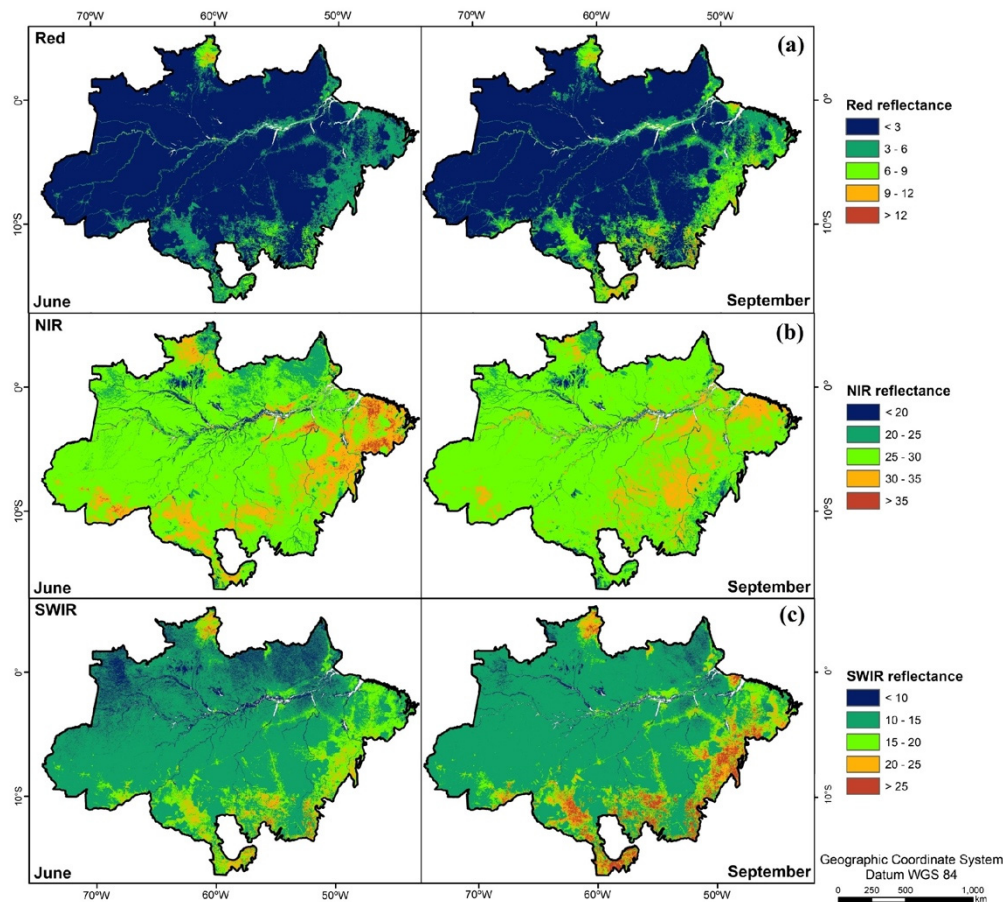 70°W 60°W 50°W 70°W 60°W 50°W
Red (a)
0°
10°S
0°
10°S
June September
Red reflectance
< 3
3 - 6
6 - 9
9 - 12
> 12
NIR (b)
0°
10°S
0°
10°S
June September
NIR reflectance
< 20
20 - 25
25 - 30
30 - 35
> 35
SWIR (c)
0°
10°S
0°
10°S
June September
SWIR reflectance
< 10
10 - 15
15 - 20
20 - 25
> 25
70°W 60°W 50°W 70°W 60°W 50°W
Geographic Coordinate System
Datum WGS 84
0 250 500 1,000
km